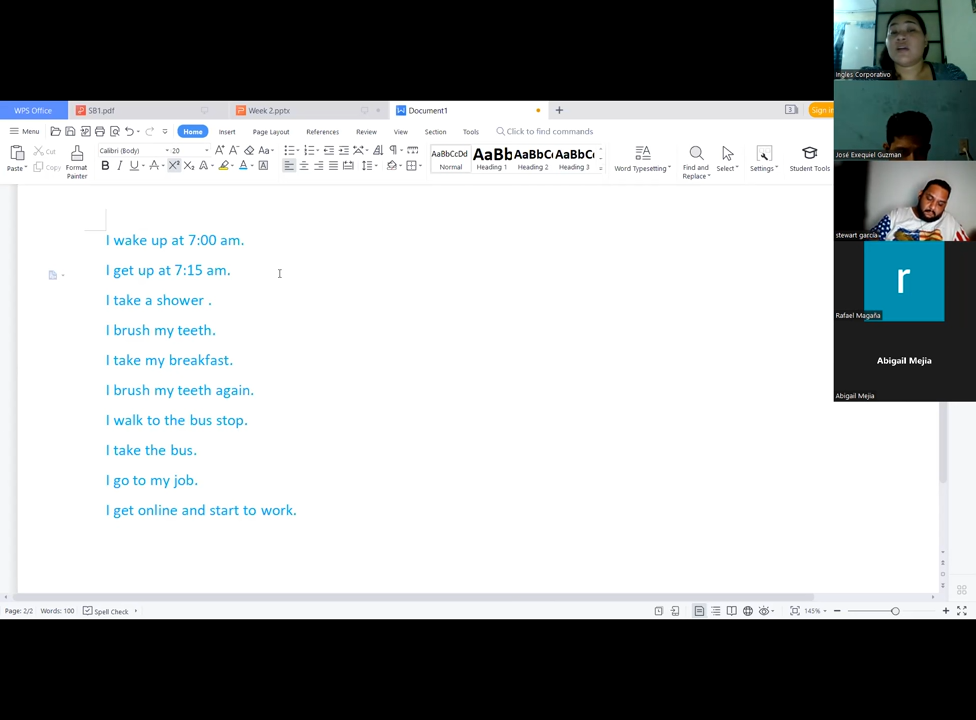 WPS Office
SB1.pdf
Week 2.pptx
Document1
3
Sign in
Menu
Home
Insert
Page Layout
References
Review
View
Section
Tools
Click to find commands
Paste
Cut
Copy
Format Painter
Calibri (Body)
20
AaBbCcDd
Normal
AaBb
Heading 1
AaBbC
Heading 2
AaBbC
Heading 3
Word Typesetting
Find and Replace
Select
Settings
Student Tools
I wake up at 7:00 am.
I get up at 7:15 am.
I take a shower .
I brush my teeth.
I take my breakfast.
I brush my teeth again.
I walk to the bus stop.
I take the bus.
I go to my job.
I get online and start to work.
Page: 2/2
Words: 100
Spell Check
145%
Ingles Corporativo
José Exequiel Guzman
stewart garcia
r
Rafael Magaña
Abigail Mejia
Abigail Mejia